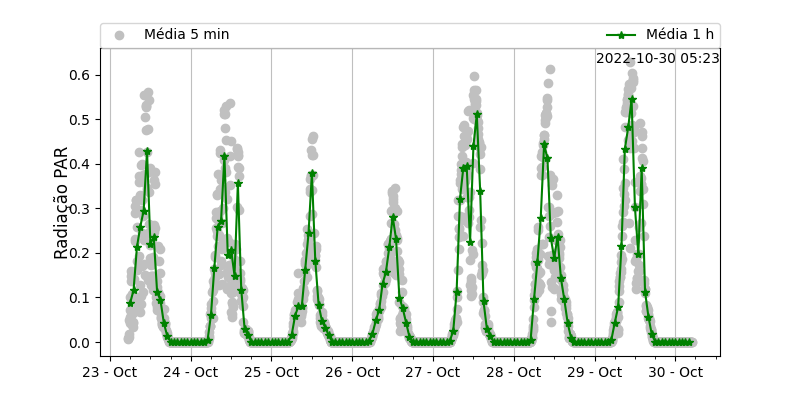 Média 5 min
Média 1 h
2022-10-30 05:23
Radiação PAR
0.6
0.5
0.4
0.3
0.2
0.1
0.0
23 - Oct
24 - Oct
25 - Oct
26 - Oct
27 - Oct
28 - Oct
29 - Oct
30 - Oct